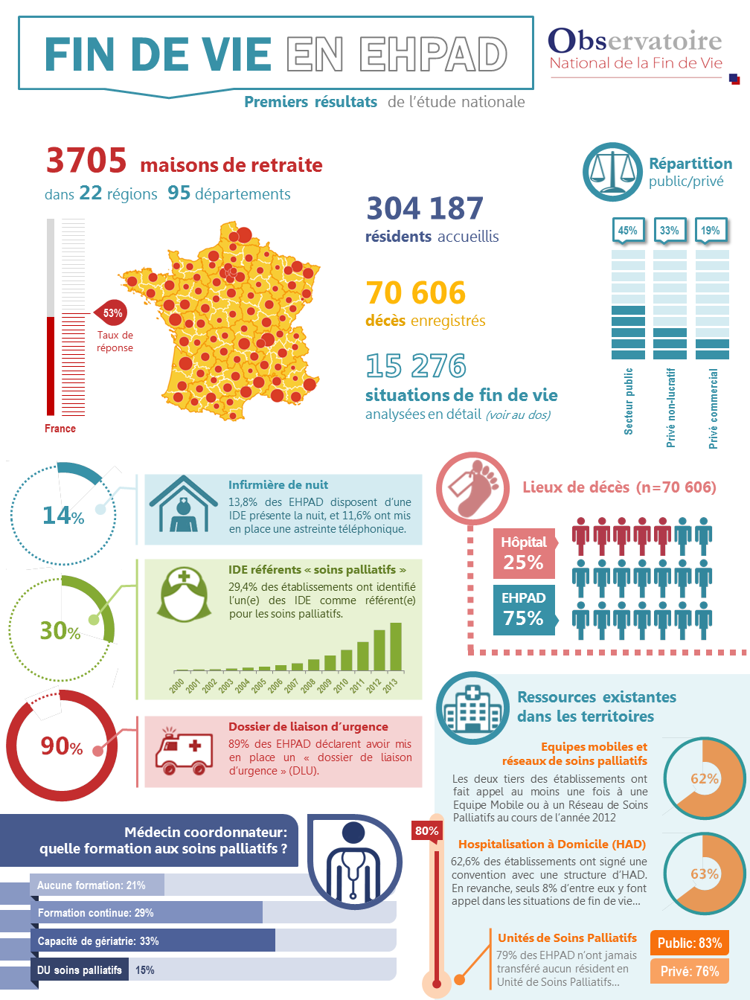 FIN DE VIE EN EHPAD
Observatoire
National de la Fin de Vie
Premiers résultats de l'étude nationale
3705 maisons de retraite
dans 22 régions 95 départements
53%
Taux de
réponse
France
304 187
résidents accueillis
70 606
décès enregistrés
15 276
situations de fin de vie
analysées en détail (voir au dos)
Répartition
public/privé
45% 33% 19%
Secteur public
Privé non-lucratif
Privé commercial
14%
Infirmière de nuit
13,8% des EHPAD disposent d'une
IDE présente la nuit, et 11,6% ont mis
en place une astreinte téléphonique.
30%
IDE référents « soins palliatifs »
29,4% des établissements ont identifié
l'un(e) des IDE comme référent(e)
pour les soins palliatifs.
2000 2001 2002 2003 2004 2005 2006 2007 2008 2009 2010 2011 2012 2013
90%
Dossier de liaison d'urgence
89% des EHPAD déclarent avoir mis
en place un « dossier de liaison
d'urgence » (DLU).
Lieux de décès (n=70 606)
Hôpital
25%
EHPAD
75%
Ressources existantes
dans les territoires
Equipes mobiles et
réseaux de soins palliatifs
Les deux tiers des établissements ont
fait appel au moins une fois à une
Equipe Mobile ou à un Réseau de Soins
Palliatifs au cours de l'année 2012
62%
Hospitalisation à Domicile (HAD)
62,6% des établissements ont signé une
convention avec une structure d'HAD.
En revanche, seuls 8% d'entre eux y font
appel dans les situations de fin de vie...
63%
80%
Unités de Soins Palliatifs
79% des EHPAD n'ont jamais
transféré aucun résident en
Unité de Soins Palliatifs...
Public: 83%
Privé: 76%
Médecin coordonnateur:
quelle formation aux soins palliatifs ?
Aucune formation: 21%
Formation continue: 29%
Capacité de gériatrie: 33%
DU soins palliatifs 15%